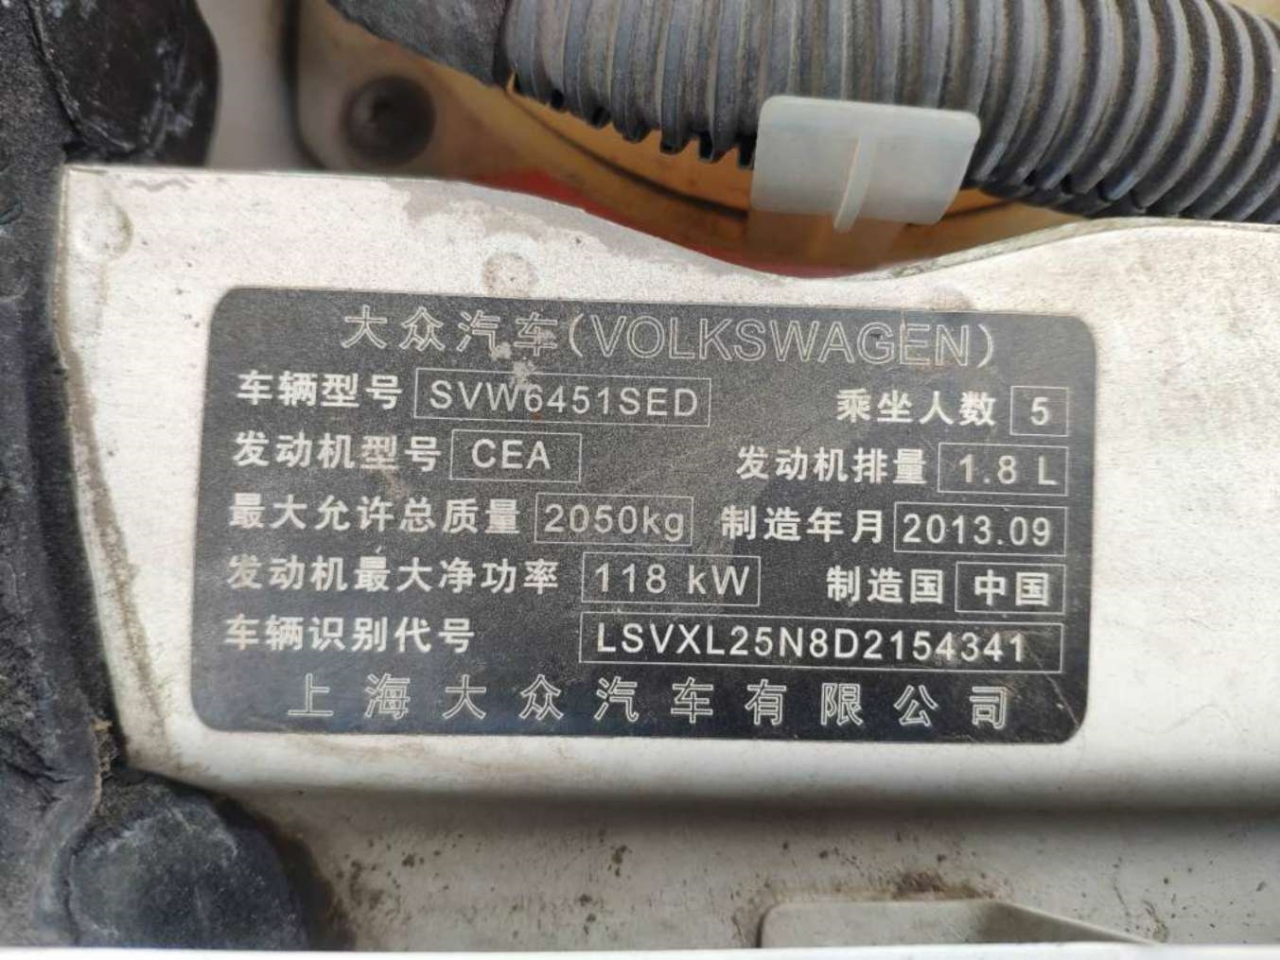 大众汽车(VOLKSWAGEN)
车辆型号 SVW6451SED 乘坐人数 5
发动机型号 CEA 发动机排量 1.8 L
最大允许总质量 2050kg 制造年月 2013.09
发动机最大净功率 118 kW 制造国 中国
车辆识别代号 LSVXL25N8D2154341
上海大众汽车有限公司